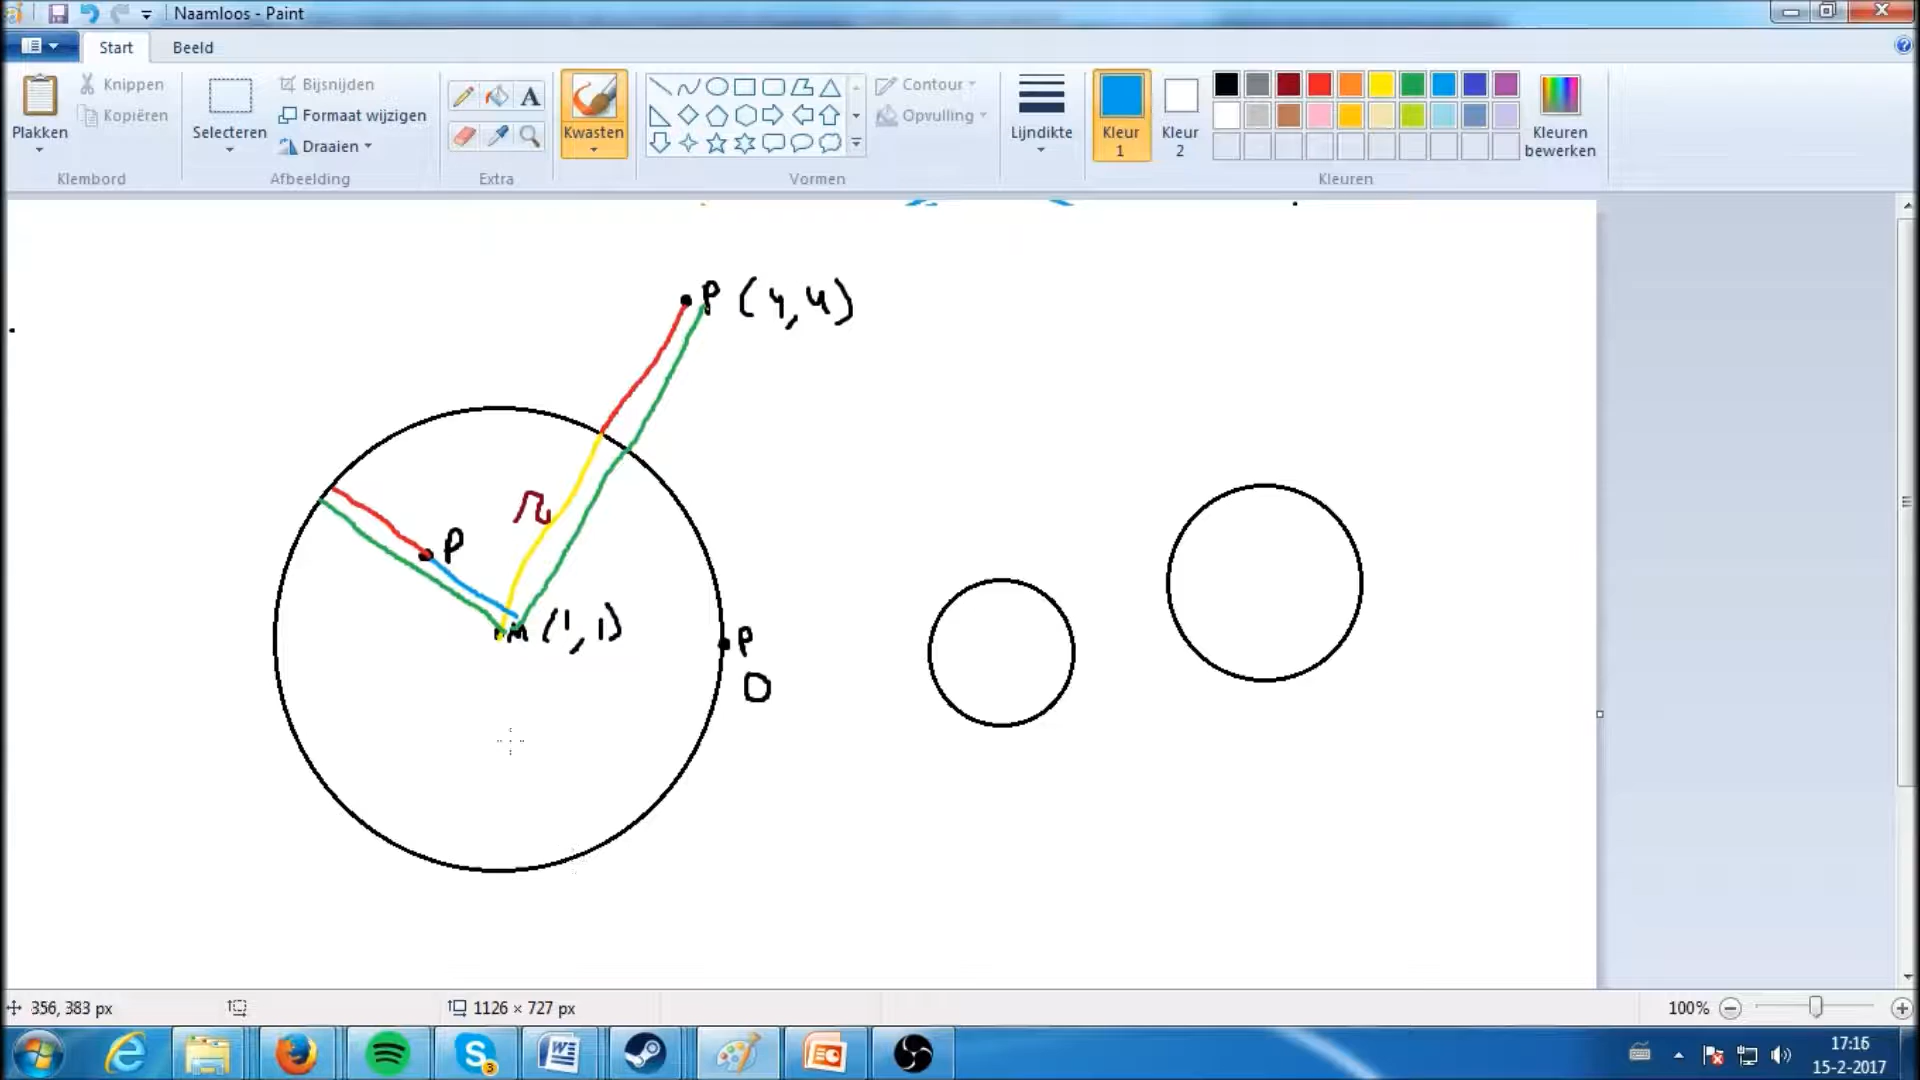 Naamloos - Paint
Start Beeld
Plakken
Knippen
Kopiëren
Klembord
Selecteren
Bijsnijden
Formaat wijzigen
Draaien
Afbeelding
A
Extra
Kwasten
Vormen
Contour
Opvulling
Lijndikte
Kleur 1
Kleur 2
Kleuren bewerken
Kleuren
P (4,4)
r
P
M (1,1)
P
0
356, 383 px
1126 × 727 px
100%
3
17:16
15-2-2017